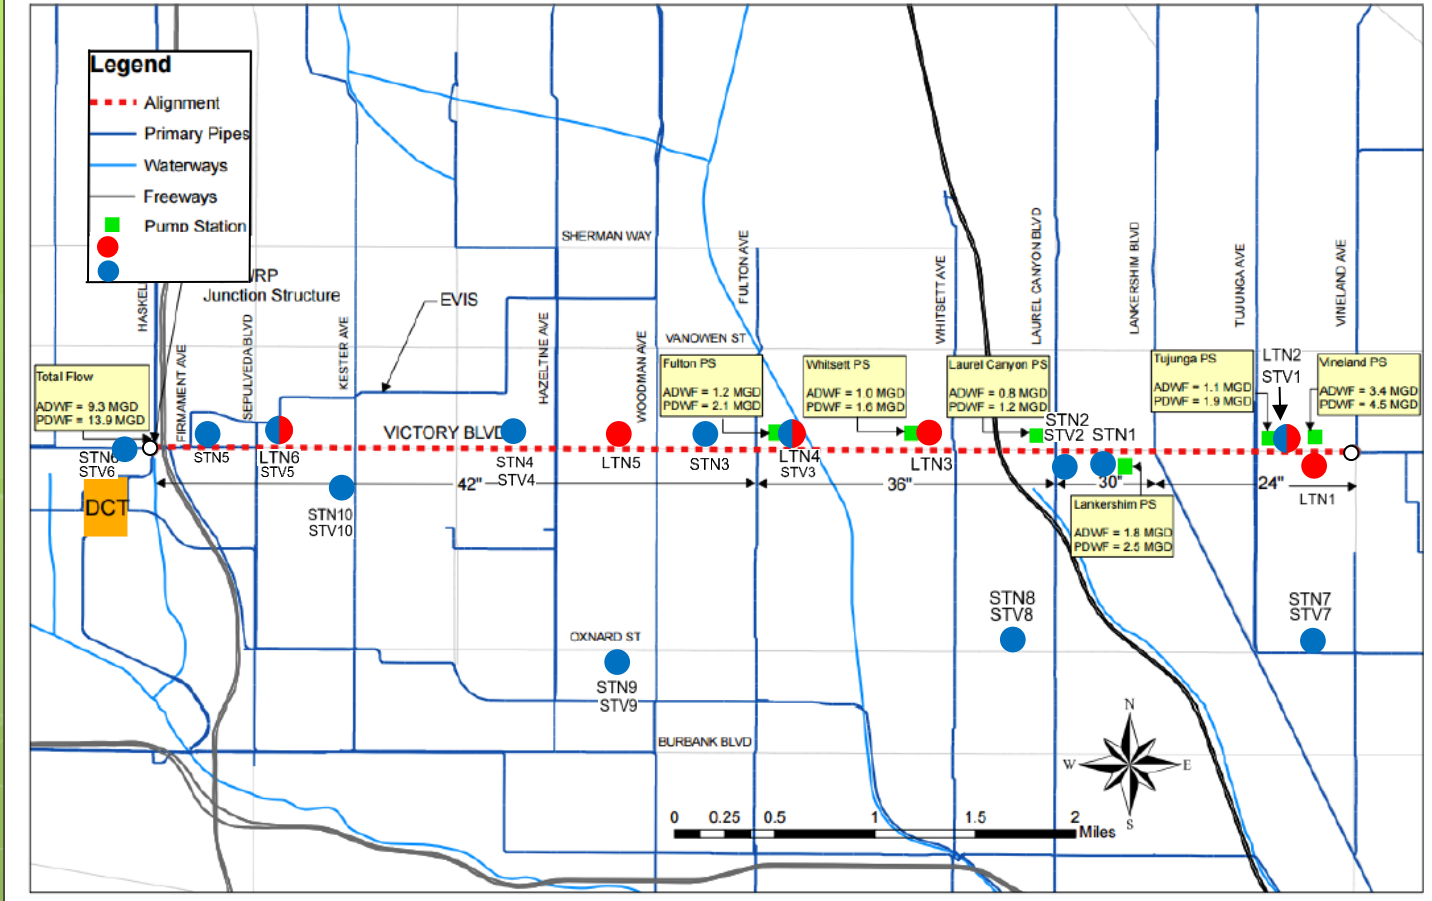 Legend
Alignment
Primary Pipes
Waterways
Freeways
Pump Station
RP
Junction Structure
EVIS
HASKEL
FIRMAMENT AVE
SEPULVEDA BLVD
KESTER AVE
HAZELTINE AVE
WOODMAN AVE
FULTON AVE
WHITSETT AVE
LAUREL CANYON BLVD
LANKERSHIM BLVD
TUJUNGA AVE
VINELAND AVE
SHERMAN WAY
VANOWEN ST
VICTORY BLVD
OXNARD ST
BURBANK BLVD
Total Flow
ADWF = 9.3 MGD
PDWF = 13.9 MGD
Fulton PS
ADWF = 1.2 MGD
PDWF = 2.1 MGD
Whitsett PS
ADWF = 1.0 MGD
PDWF = 1.6 MGD
Laurel Canyon PS
ADWF = 0.8 MGD
PDWF = 1.2 MGD
Tujunga PS
ADWF = 1.1 MGD
PDWF = 1.9 MGD
LTN2
STV1
Vineland PS
ADWF = 3.4 MGD
PDWF = 4.5 MGD
STN6
STV6
STN5
LTN6
STV5
STN4
STV4
LTN5
STN3
LTN4
STV3
LTN3
STN2
STV2
STN1
LTN1
42"
36"
30"
24"
DCT
STN10
STV10
Lankershim PS
ADWF = 1.8 MGD
PDWF = 2.5 MGD
STN8
STV8
STN7
STV7
STN9
STV9
N
W
E
S
0 0.25 0.5 1 1.5 2
Miles